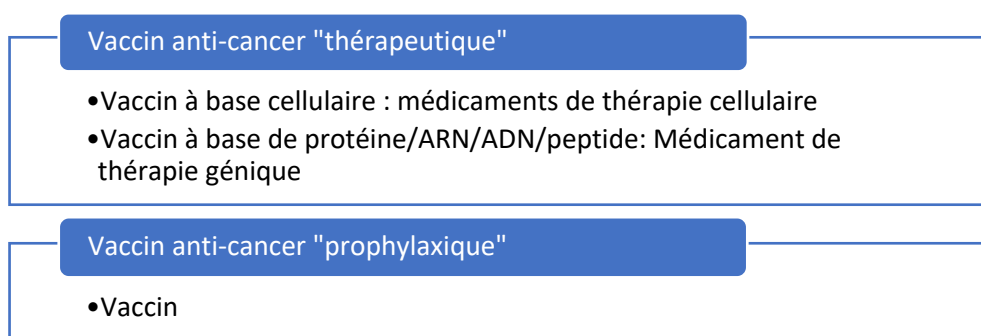 Vaccin anti-cancer "thérapeutique"
•Vaccin à base cellulaire : médicaments de thérapie cellulaire
•Vaccin à base de protéine/ARN/ADN/peptide: Médicament de
thérapie génique
Vaccin anti-cancer "prophylaxique"
•Vaccin